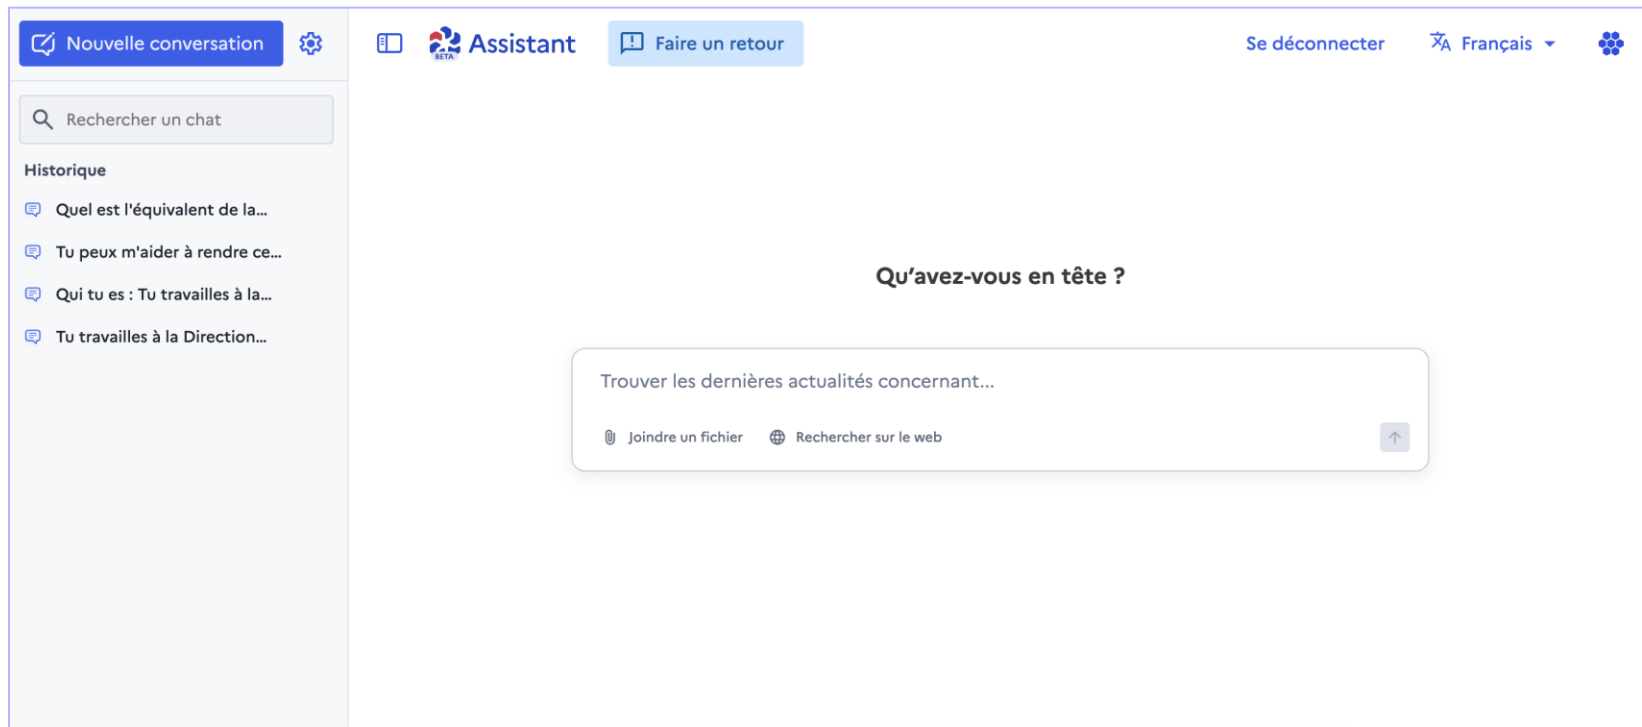 Nouvelle conversation
Assistant
BETA
Faire un retour
Se déconnecter
Français
Rechercher un chat
Historique
Quel est l'équivalent de la...
Tu peux m'aider à rendre ce...
Qui tu es : Tu travailles à la...
Tu travailles à la Direction...
Qu’avez-vous en tête ?
Trouver les dernières actualités concernant...
Joindre un fichier
Rechercher sur le web